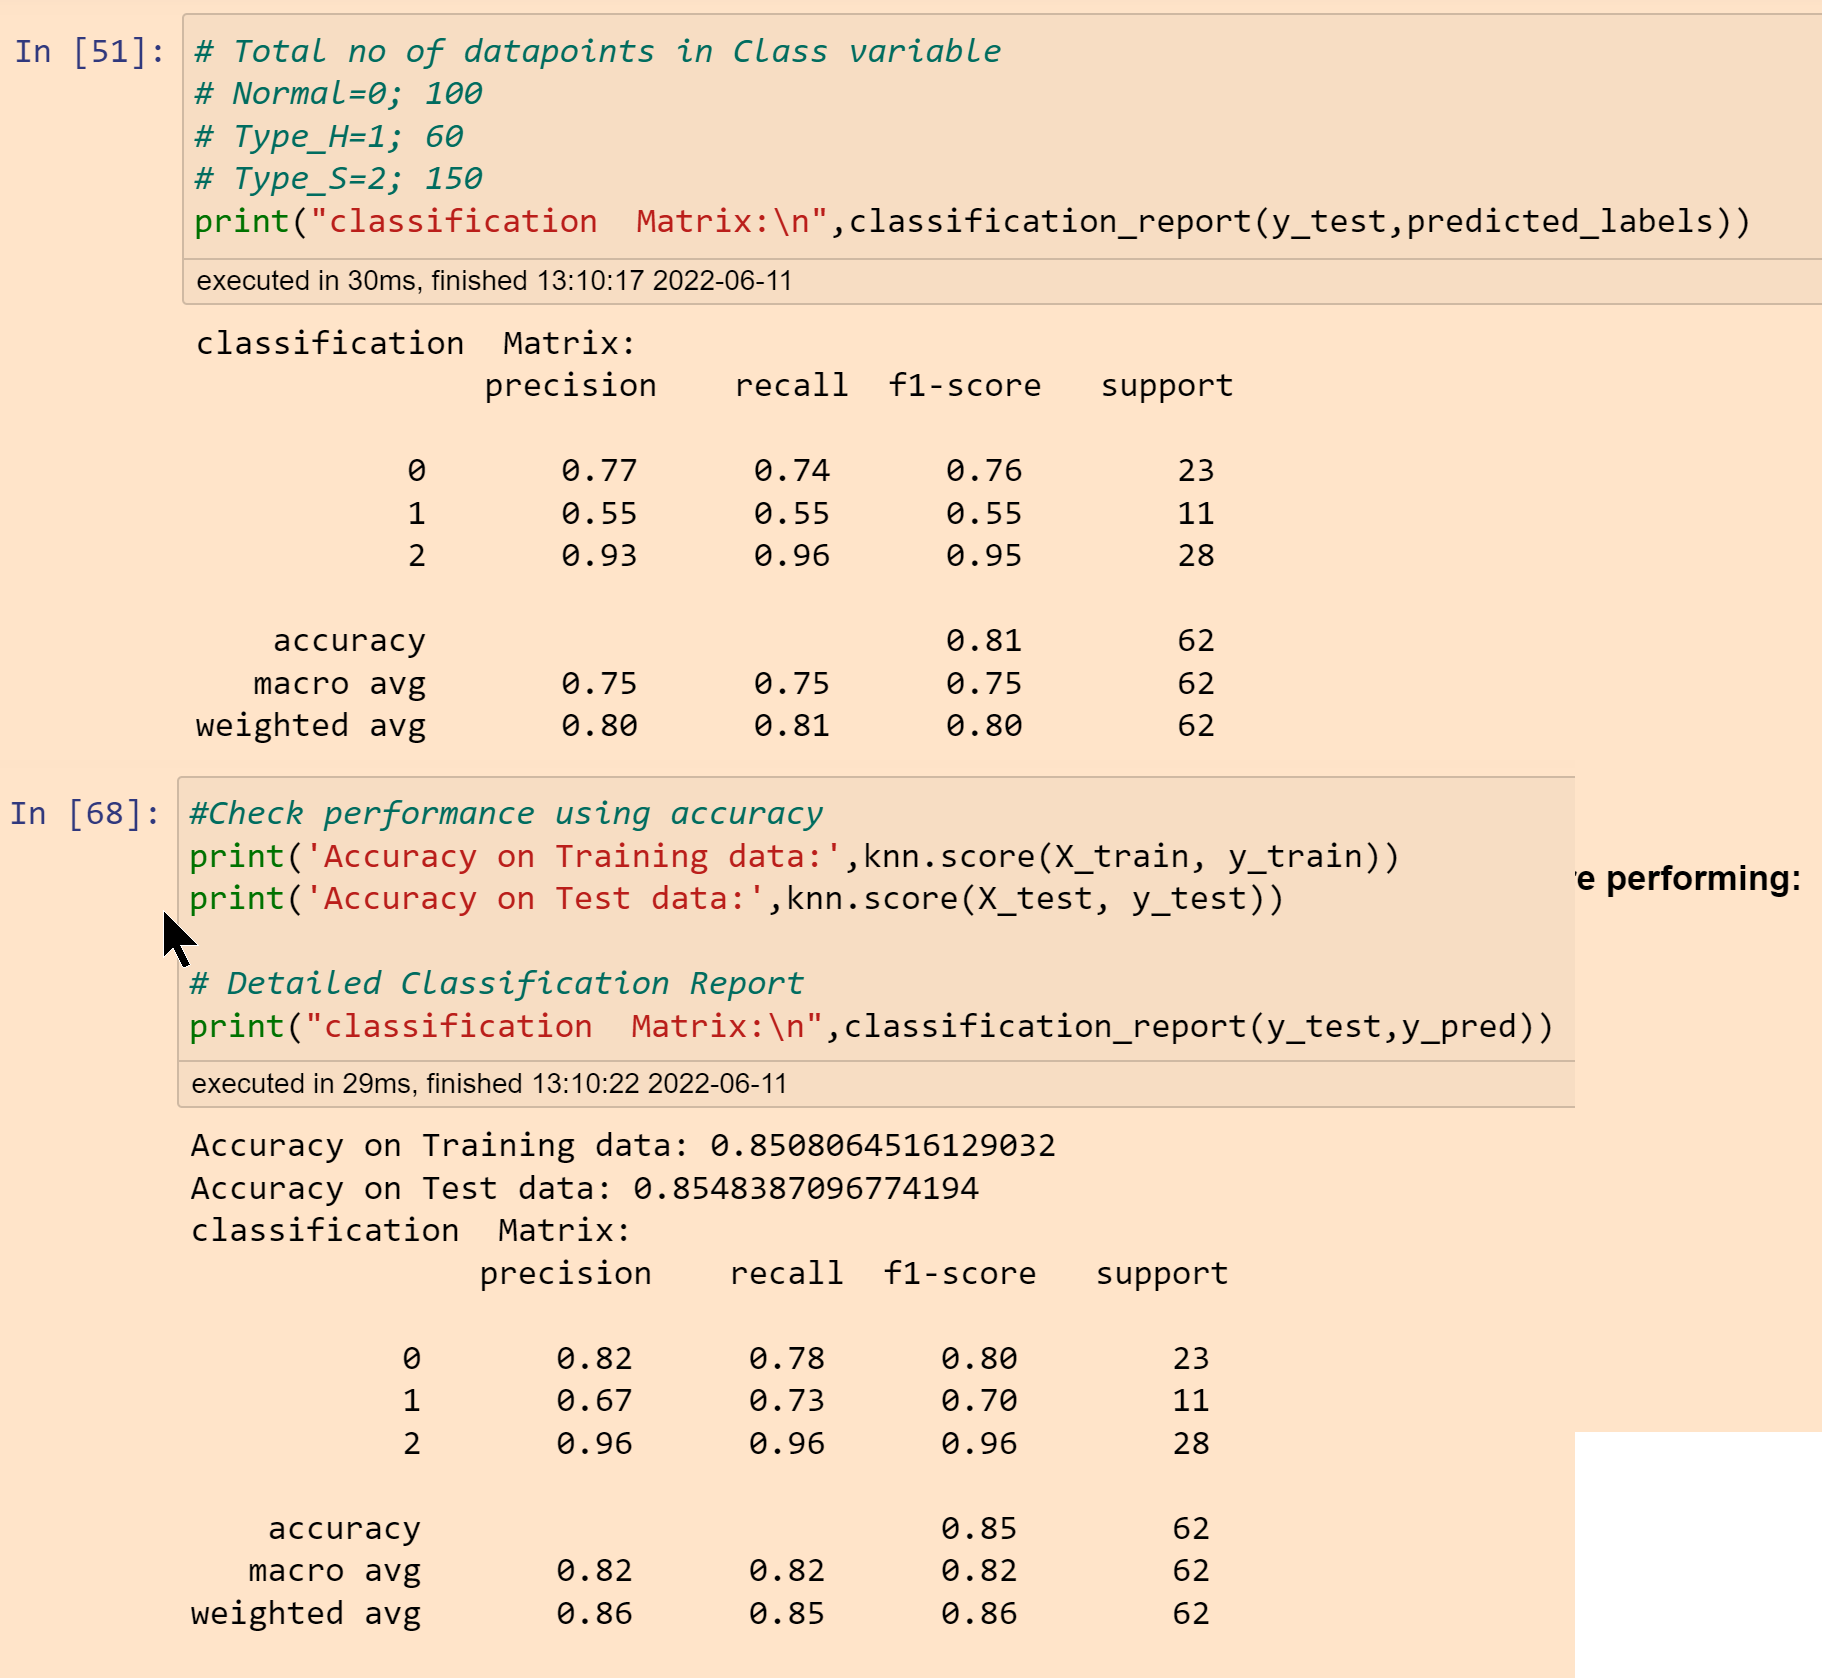 In [51]: # Total no of datapoints in Class variable
# Normal=0; 100
# Type_H=1; 60
# Type_S=2; 150
print("classification  Matrix:\n",classification_report(y_test,predicted_labels))
executed in 30ms, finished 13:10:17 2022-06-11
classification  Matrix:
precision recall f1-score support
0 0.77 0.74 0.76 23
1 0.55 0.55 0.55 11
2 0.93 0.96 0.95 28
accuracy 0.81 62
macro avg 0.75 0.75 0.75 62
weighted avg 0.80 0.81 0.80 62
In [68]: #Check performance using accuracy
print('Accuracy on Training data:',knn.score(X_train, y_train))
e performing:
print('Accuracy on Test data:',knn.score(X_test, y_test))
# Detailed Classification Report
print("classification  Matrix:\n",classification_report(y_test,y_pred))
executed in 29ms, finished 13:10:22 2022-06-11
Accuracy on Training data: 0.8508064516129032
Accuracy on Test data: 0.8548387096774194
classification  Matrix:
precision recall f1-score support
0 0.82 0.78 0.80 23
1 0.67 0.73 0.70 11
2 0.96 0.96 0.96 28
accuracy 0.85 62
macro avg 0.82 0.82 0.82 62
weighted avg 0.86 0.85 0.86 62